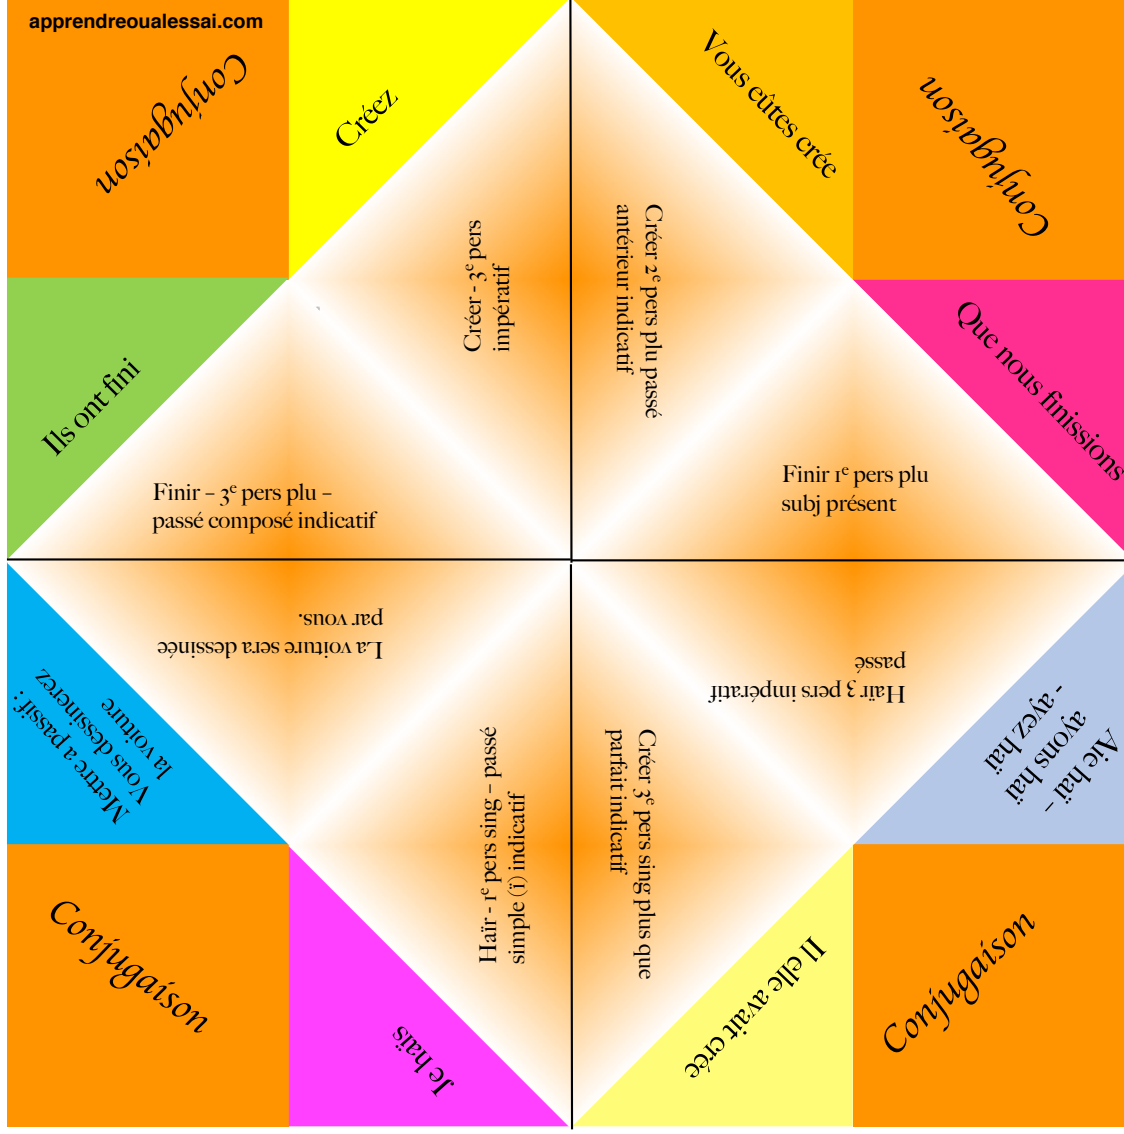 apprendreoualessai.com
Conjugaison
Créez
Vous eûtes crée
Conjugaison
Créer - 3e pers
impératif
Créer 2e pers plu passé
antérieur indicatif
Ils ont fini
Que nous finissions
Finir – 3e pers plu –
passé composé indicatif
Finir 1e pers plu
subj présent
La voiture sera dessinée
par vous.
Haïr 3 pers impératif
passé
Mettre a passif :
Vous dessinerez
la voiture
Aie haï –
ayons haï
- ayez haï
Haïr - 1e pers sing – passé
simple (ï) indicatif
Créer 3e pers sing plus que
parfait indicatif
Conjugaison
Je haïs
Il elle avait crée
Conjugaison